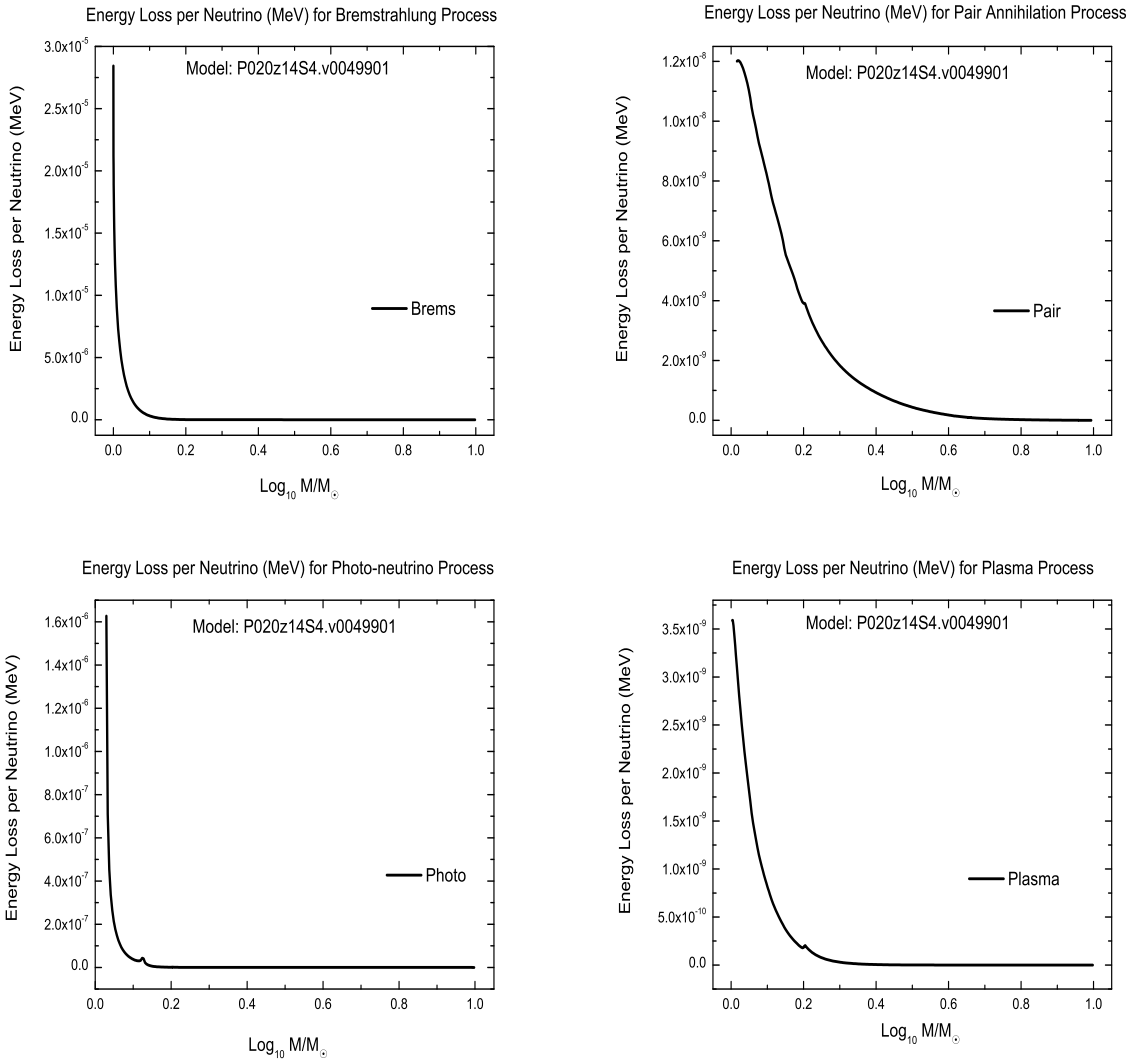 Energy Loss per Neutrino (MeV) for Bremstrahlung Process
Model: P020z14S4.v0049901
Energy Loss per Neutrino (MeV)
3.0x10⁻⁵
2.5x10⁻⁵
2.0x10⁻⁵
1.5x10⁻⁵
1.0x10⁻⁵
5.0x10⁻⁶
0.0
Brems
0.0 0.2 0.4 0.6 0.8 1.0
Log₁₀ M/M☉
Energy Loss per Neutrino (MeV) for Pair Annihilation Process
Model: P020z14S4.v0049901
Energy Loss per Neutrino (MeV)
1.2x10⁻⁸
1.0x10⁻⁸
8.0x10⁻⁹
6.0x10⁻⁹
4.0x10⁻⁹
2.0x10⁻⁹
0.0
Pair
0.0 0.2 0.4 0.6 0.8 1.0
Log₁₀ M/M☉
Energy Loss per Neutrino (MeV) for Photo-neutrino Process
Model: P020z14S4.v0049901
Energy Loss per Neutrino (MeV)
1.6x10⁻⁶
1.4x10⁻⁶
1.2x10⁻⁶
1.0x10⁻⁶
8.0x10⁻⁷
6.0x10⁻⁷
4.0x10⁻⁷
2.0x10⁻⁷
0.0
Photo
0.0 0.2 0.4 0.6 0.8 1.0
Log₁₀ M/M☉
Energy Loss per Neutrino (MeV) for Plasma Process
Model: P020z14S4.v0049901
Energy Loss per Neutrino (MeV)
3.5x10⁻⁹
3.0x10⁻⁹
2.5x10⁻⁹
2.0x10⁻⁹
1.5x10⁻⁹
1.0x10⁻⁹
5.0x10⁻¹⁰
0.0
Plasma
0.0 0.2 0.4 0.6 0.8 1.0
Log₁₀ M/M☉